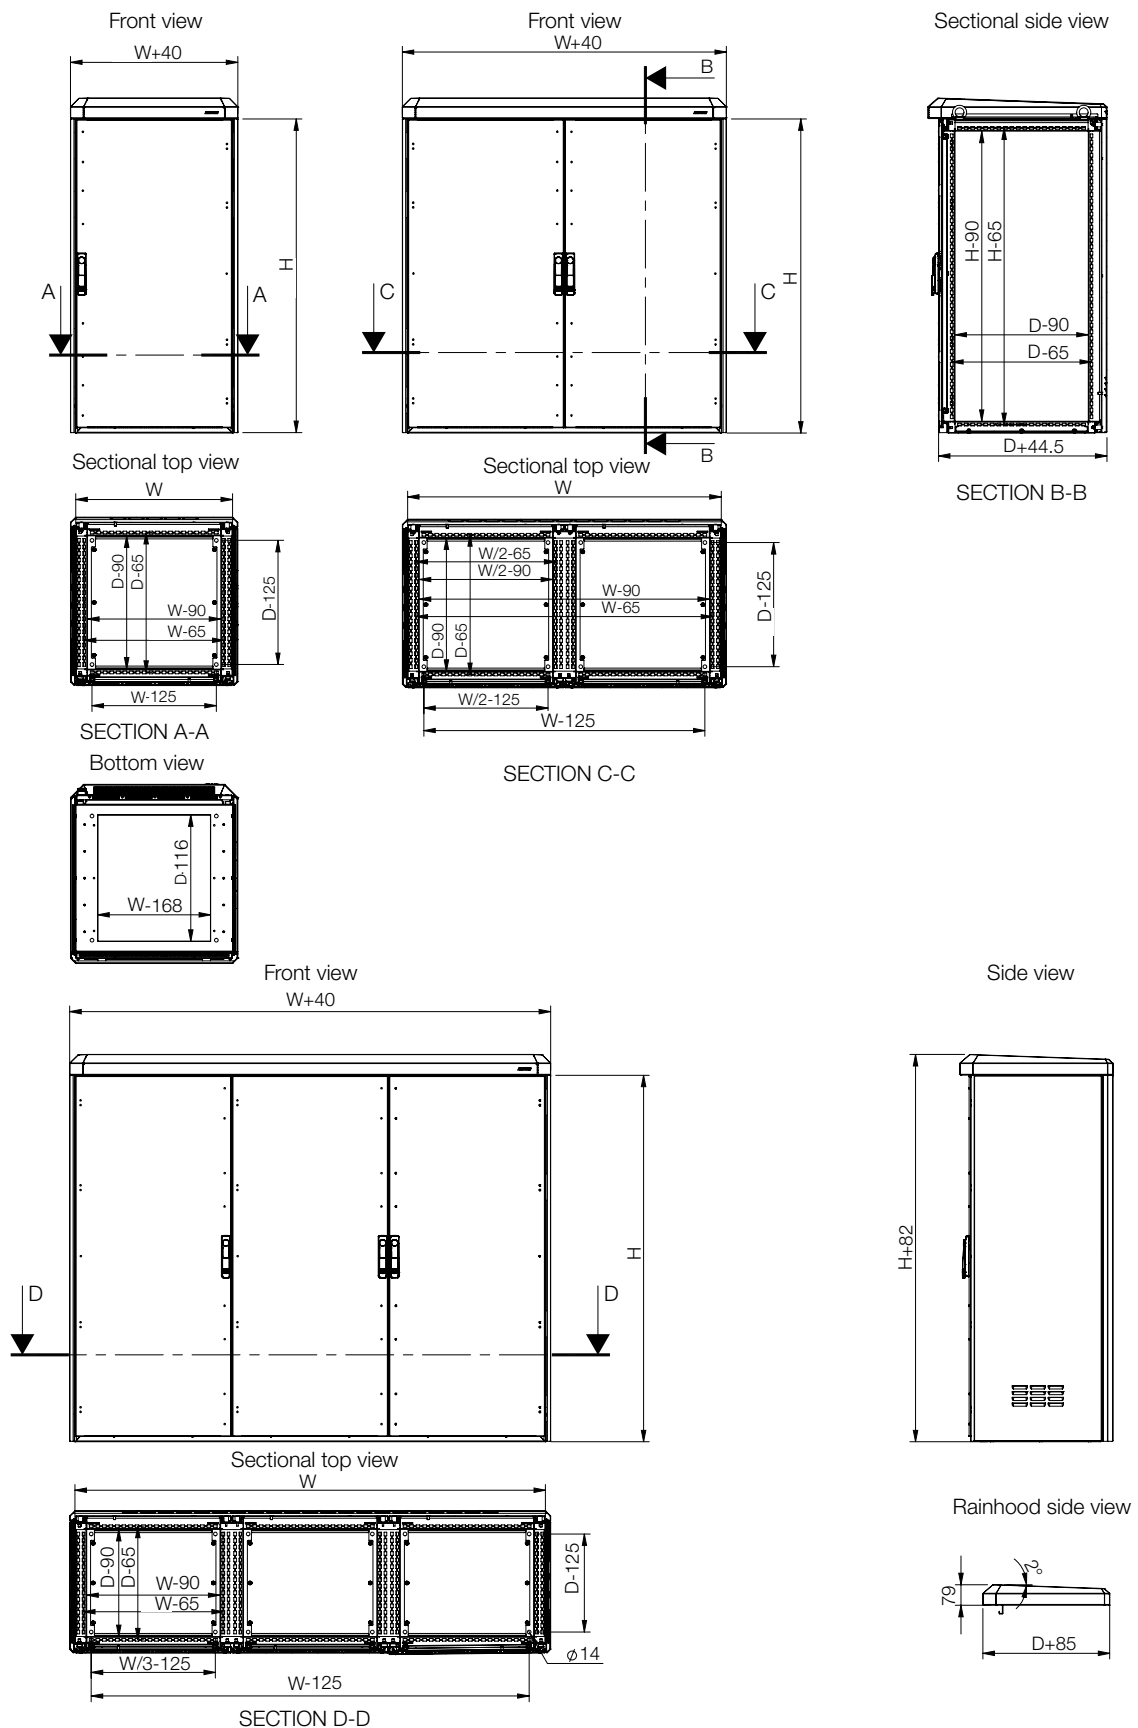 Front view
W+40
H
A
A
Front view
W+40
B
H
C
C
B
Sectional side view
H-90
H-65
D-90
D-65
D+44.5
SECTION B-B
Sectional top view
W
D-90
D-65
W-90
W-65
D-125
W-125
SECTION A-A
Sectional top view
W
W/2-65
W/2-90
W-90
W-65
D-90
D-65
D-125
W/2-125
W-125
SECTION C-C
Bottom view
D-116
W-168
Front view
W+40
H
D
D
Side view
H+82
Sectional top view
W
D-90
D-65
W-90
W-65
D-125
W/3-125
ϕ14
W-125
SECTION D-D
Rainhood side view
2°
79
D+85